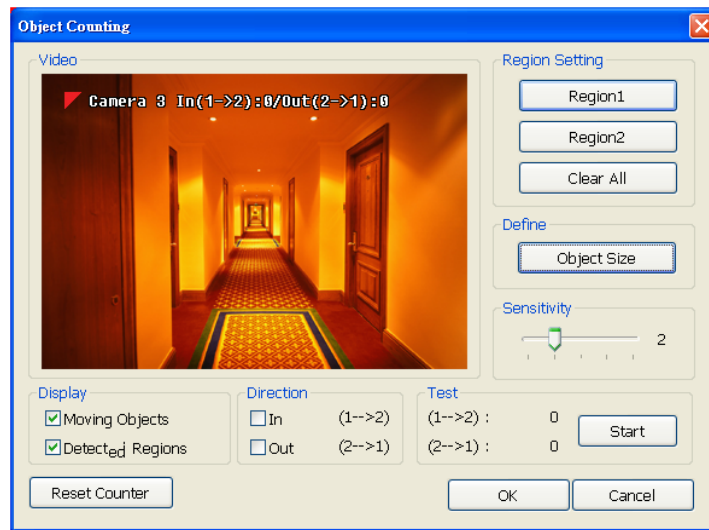 Object Counting
Video
Camera 3 In(1->2):0/Out(2->1):0
Region Setting
Region1
Region2
Clear All
Define
Object Size
Sensitivity
2
Display
Moving Objects
Detected Regions
Direction
In (1-->2)
Out (2-->1)
Test
(1-->2) : 0
(2-->1) : 0
Start
Reset Counter
OK
Cancel